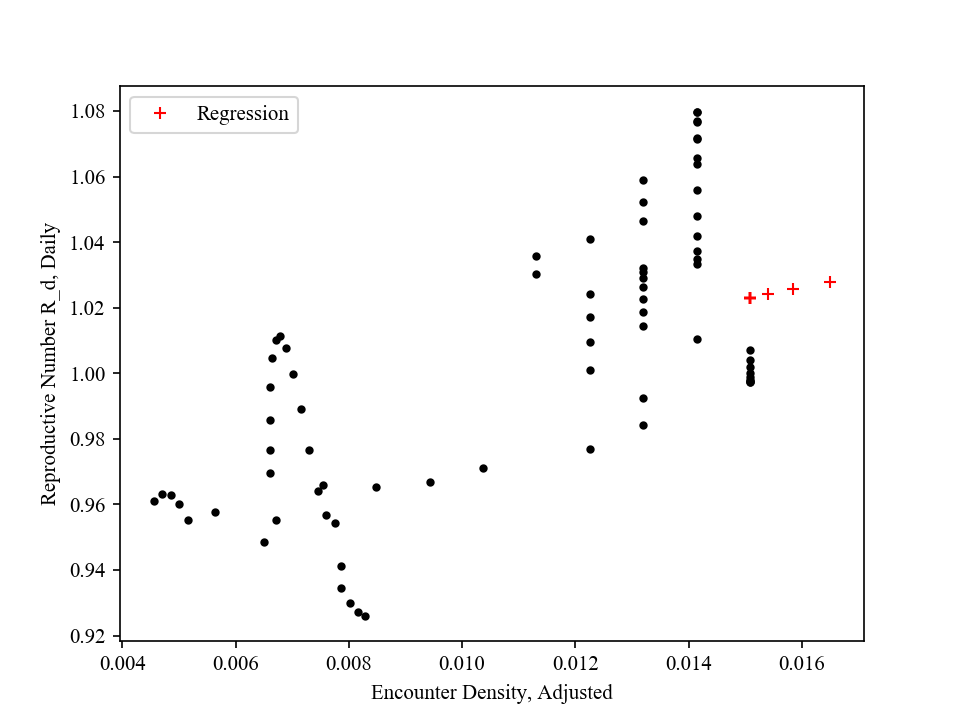 Regression
1.08
1.06
1.04
1.02
1.00
0.98
0.96
0.94
0.92
Reproductive Number R_d, Daily
0.004 0.006 0.008 0.010 0.012 0.014 0.016
Encounter Density, Adjusted